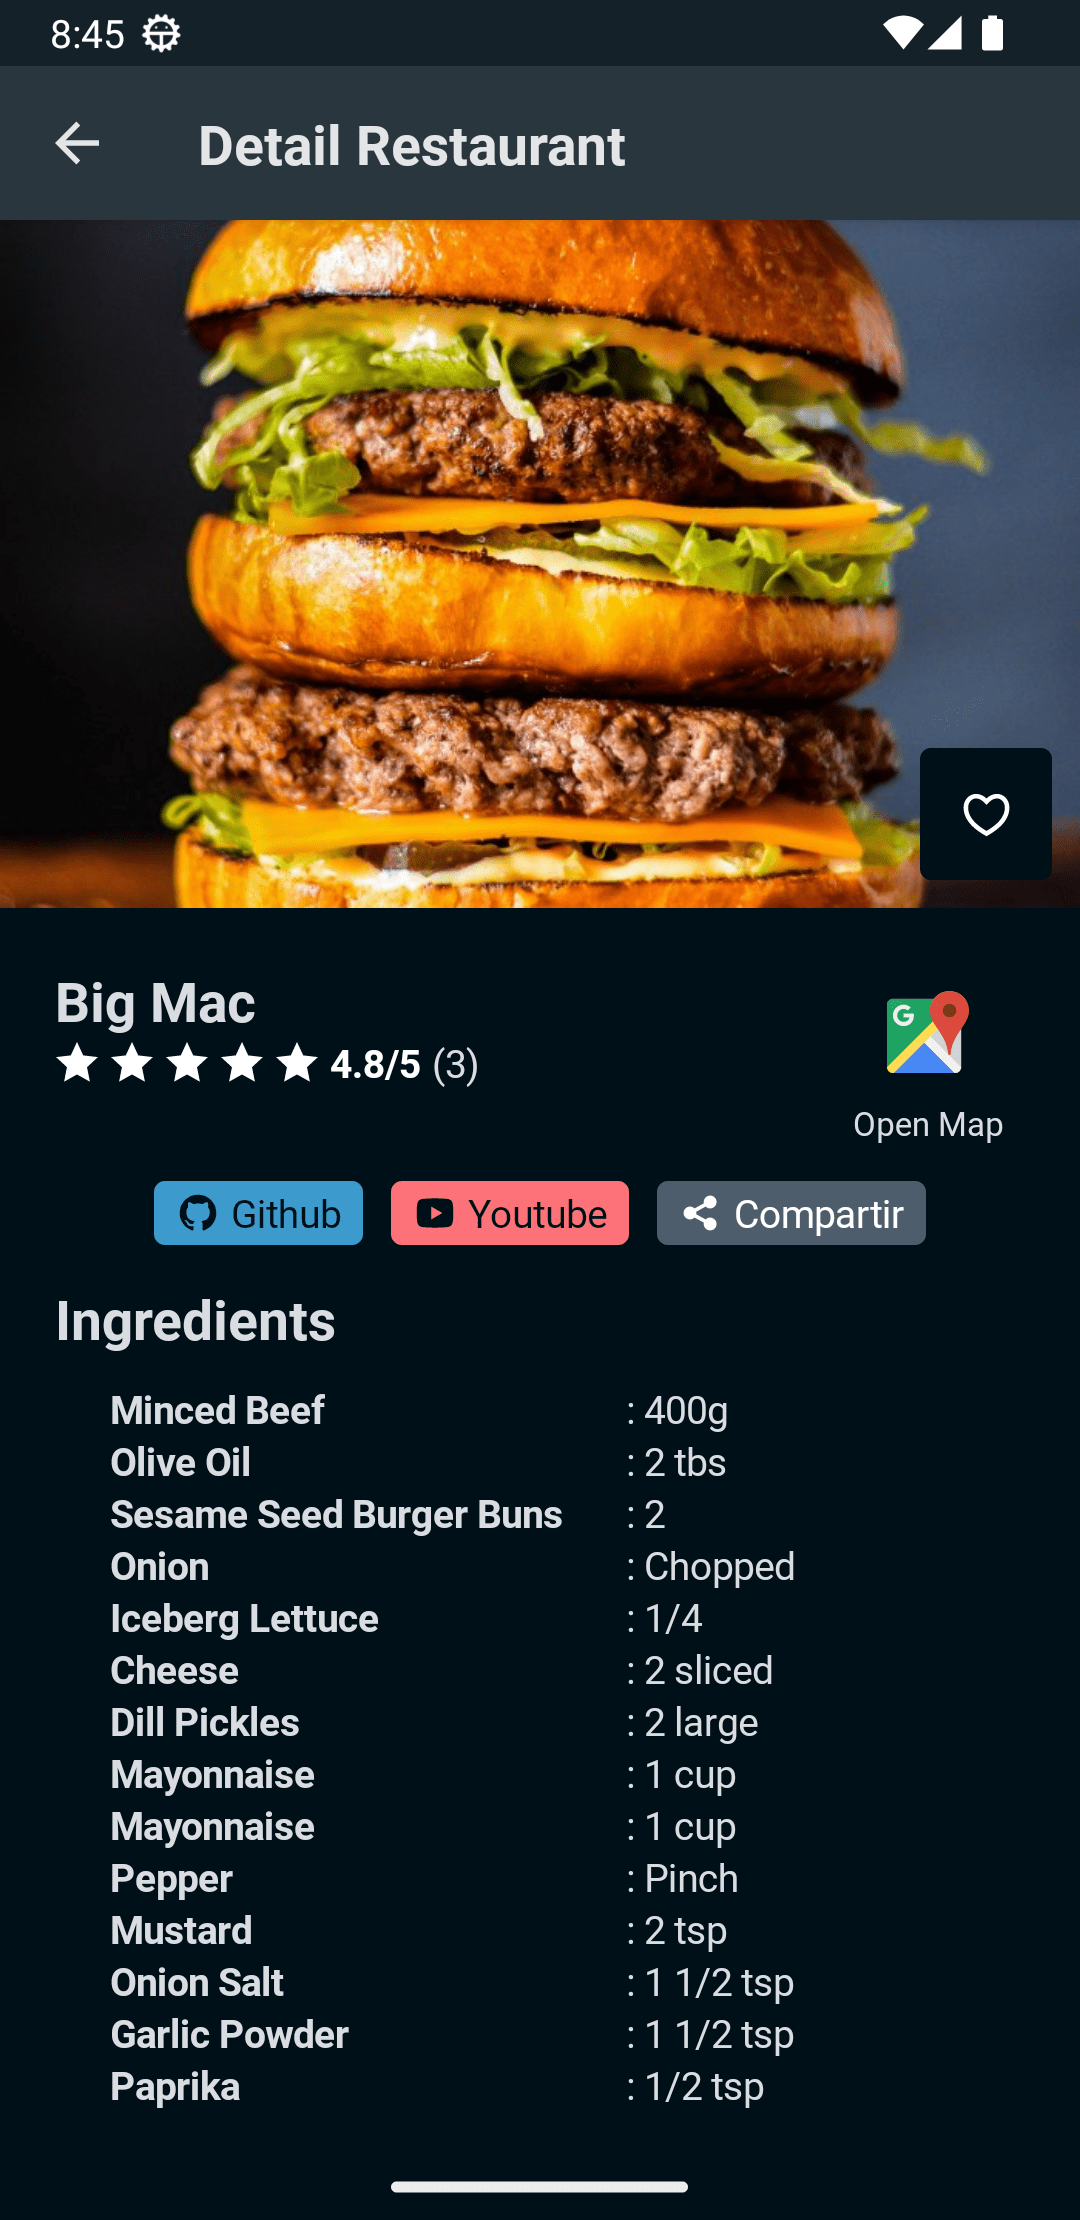 8:45
Detail Restaurant
Big Mac
4.8/5 (3)
G
Open Map
Github
Youtube
Compartir
Ingredients
Minced Beef : 400g
Olive Oil : 2 tbs
Sesame Seed Burger Buns : 2
Onion : Chopped
Iceberg Lettuce : 1/4
Cheese : 2 sliced
Dill Pickles : 2 large
Mayonnaise : 1 cup
Mayonnaise : 1 cup
Pepper : Pinch
Mustard : 2 tsp
Onion Salt : 1 1/2 tsp
Garlic Powder : 1 1/2 tsp
Paprika : 1/2 tsp